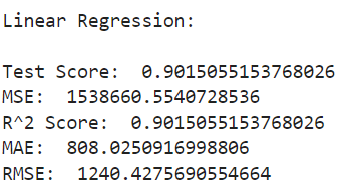 Linear Regression:
Test Score:  0.9015055153768026
MSE:  1538660.5540728536
R^2 Score:  0.9015055153768026
MAE:  808.0250916998806
RMSE:  1240.4275690554664